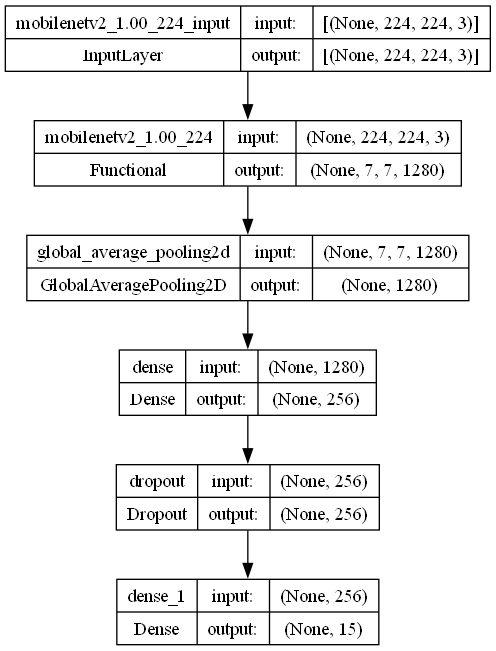 mobilenetv2_1.00_224_input input: [(None, 224, 224, 3)]
InputLayer output: [(None, 224, 224, 3)]
mobilenetv2_1.00_224 input: (None, 224, 224, 3)
Functional output: (None, 7, 7, 1280)
global_average_pooling2d input: (None, 7, 7, 1280)
GlobalAveragePooling2D output: (None, 1280)
dense input: (None, 1280)
Dense output: (None, 256)
dropout input: (None, 256)
Dropout output: (None, 256)
dense_1 input: (None, 256)
Dense output: (None, 15)